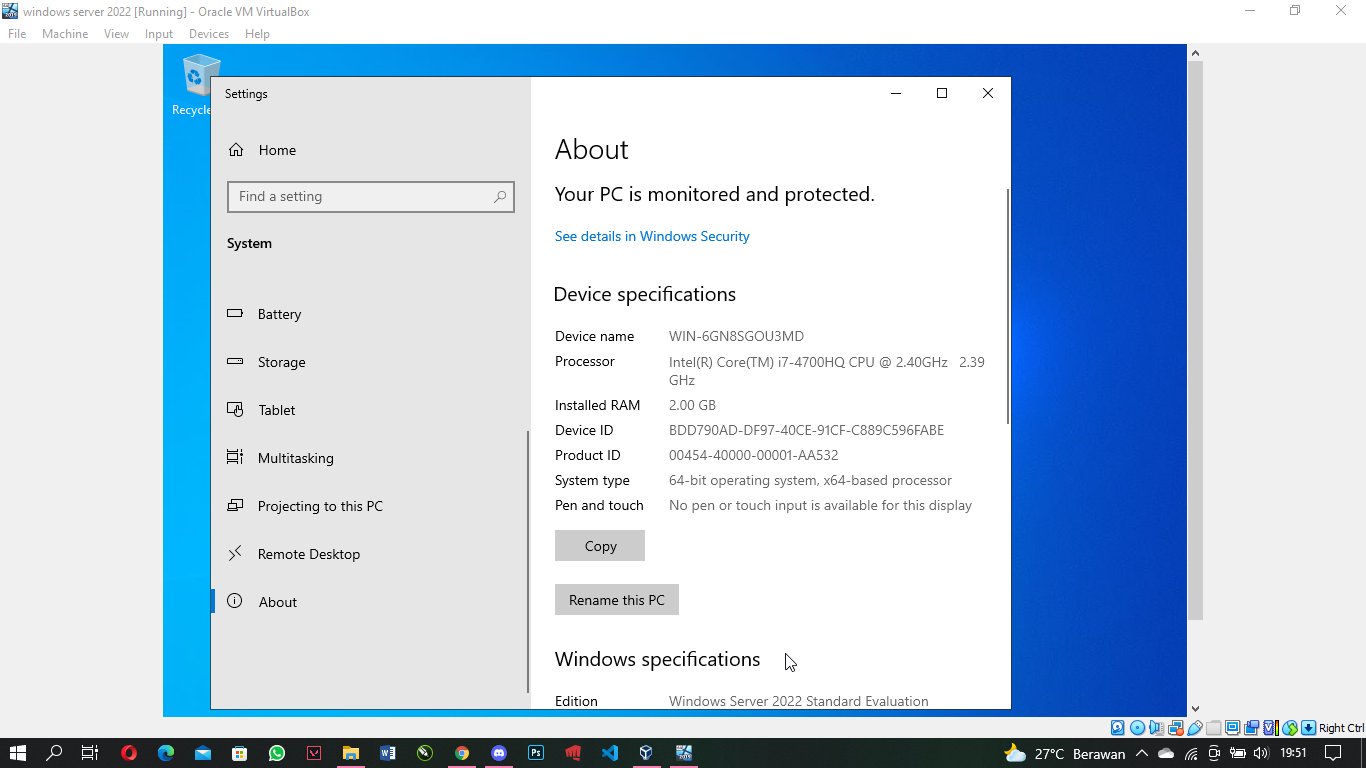 windows server 2022 [Running] - Oracle VM VirtualBox
File Machine View Input Devices Help
Recycle
Settings
Home
Find a setting
System
Battery
Storage
Tablet
Multitasking
Projecting to this PC
Remote Desktop
About
About
Your PC is monitored and protected.
See details in Windows Security
Device specifications
Device name WIN-6GN8SGOU3MD
Processor Intel(R) Core(TM) i7-4700HQ CPU @ 2.40GHz 2.39
GHz
Installed RAM 2.00 GB
Device ID BDD790AD-DF97-40CE-91CF-C889C596FABE
Product ID 00454-40000-00001-AA532
System type 64-bit operating system, x64-based processor
Pen and touch No pen or touch input is available for this display
Copy
Rename this PC
Windows specifications
Edition Windows Server 2022 Standard Evaluation
Right Ctrl
27°C Berawan 19:51